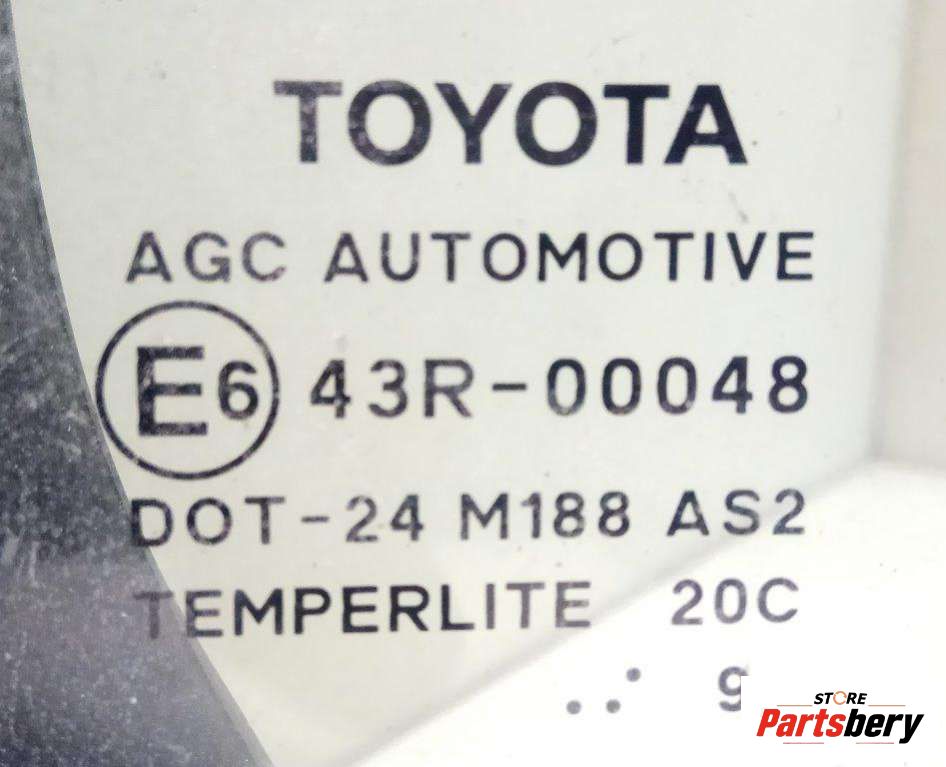 TOYOTA
AGC AUTOMOTIVE
E6 43R-00048
DOT-24 M188 AS2
TEMPERLITE 20C
9
STORE
Partsbery